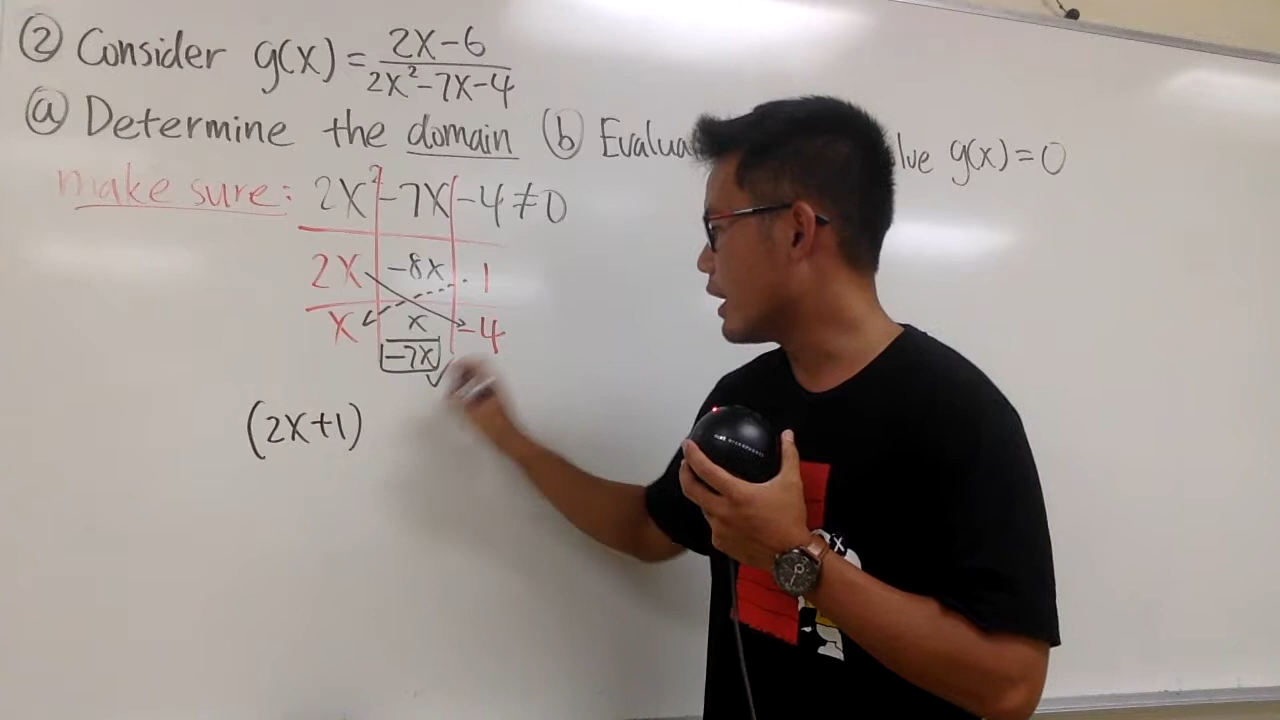 ② Consider g(x) = \frac{2x-6}{2x²-7x-4}
ⓐ Determine the domain ⓑ Evalua lve g(x)=0
make sure: 2x²-7x-4≠0
2x -8x 1
x x -4
-7x ✓
(2x+1)